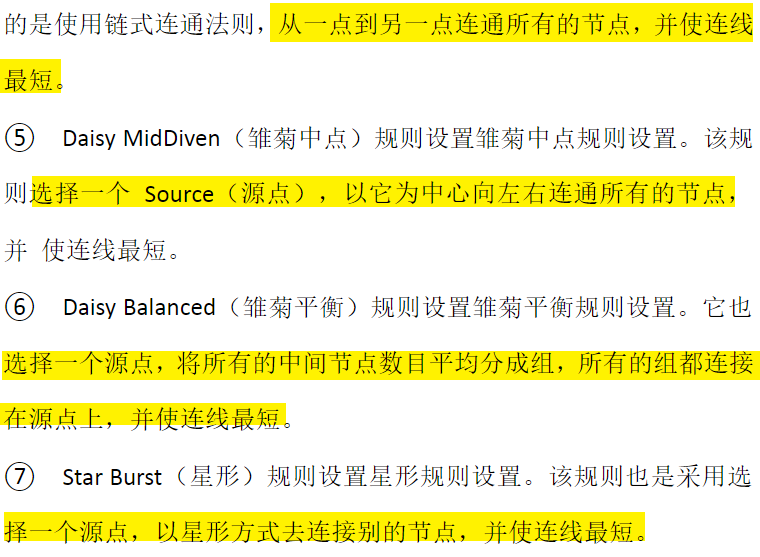 的是使用链式连通法则，从一点到另一点连通所有的节点，并使连线
最短。
⑤ Daisy MidDiven（雏菊中点）规则设置雏菊中点规则设置。该规
则选择一个 Source（源点），以它为中心向左右连通所有的节点，
并 使连线最短。
⑥ Daisy Balanced（雏菊平衡）规则设置雏菊平衡规则设置。它也
选择一个源点，将所有的中间节点数目平均分成组，所有的组都连接
在源点上，并使连线最短。
⑦ Star Burst（星形）规则设置星形规则设置。该规则也是采用选
择一个源点，以星形方式去连接别的节点，并使连线最短。